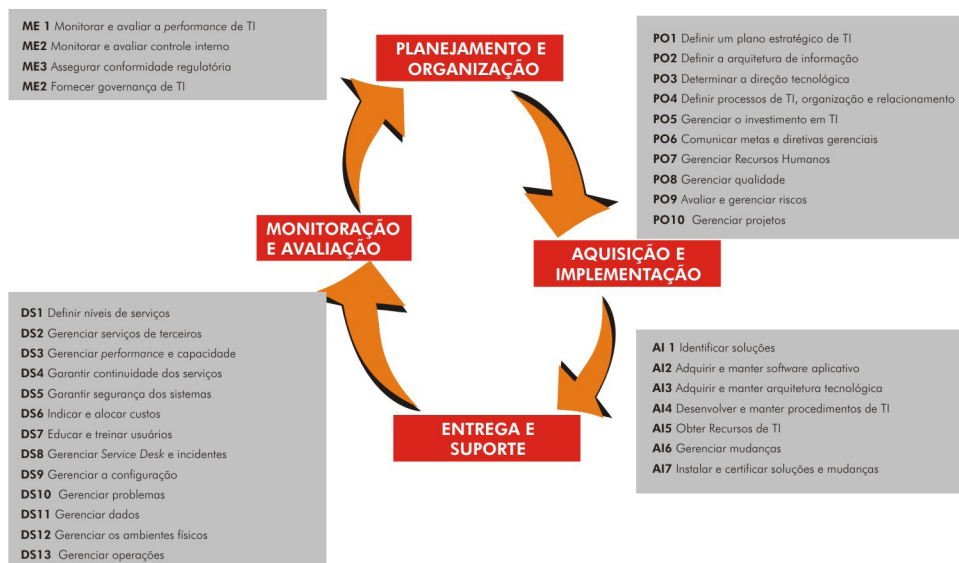 ME 1 Monitorar e avaliar a performance de TI
ME2 Monitorar e avaliar controle interno
ME3 Assegurar conformidade regulatória
ME2 Fornecer governança de TI
PLANEJAMENTO E
ORGANIZAÇÃO
PO1 Definir um plano estratégico de TI
PO2 Definir a arquitetura de informação
PO3 Determinar a direção tecnológica
PO4 Definir processos de TI, organização e relacionamento
PO5 Gerenciar o investimento em TI
PO6 Comunicar metas e diretivas gerenciais
PO7 Gerenciar Recursos Humanos
PO8 Gerenciar qualidade
PO9 Avaliar e gerenciar riscos
PO10 Gerenciar projetos
MONITORAÇÃO
E AVALIAÇÃO
AQUISIÇÃO E
IMPLEMENTAÇÃO
DS1 Definir níveis de serviços
DS2 Gerenciar serviços de terceiros
DS3 Gerenciar performance e capacidade
DS4 Garantir continuidade dos serviços
DS5 Garantir segurança dos sistemas
DS6 Indicar e alocar custos
DS7 Educar e treinar usuários
DS8 Gerenciar Service Desk e incidentes
DS9 Gerenciar a configuração
DS10 Gerenciar problemas
DS11 Gerenciar dados
DS12 Gerenciar os ambientes físicos
DS13 Gerenciar operações
ENTREGA E
SUPORTE
AI 1 Identificar soluções
AI2 Adquirir e manter software aplicativo
AI3 Adquirir e manter arquitetura tecnológica
AI4 Desenvolver e manter procedimentos de TI
AI5 Obter Recursos de TI
AI6 Gerenciar mudanças
AI7 Instalar e certificar soluções e mudanças